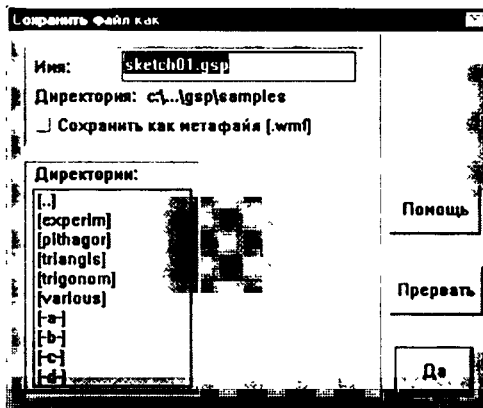 Сохранить файл как
Имя:
sketch01.gsp
Директория: c:\...\gsp\samples
Сохранить как метафайл [.wmf]
Директории:
[..]
[experim]
[pithagor]
[triangls]
[trigonom]
[various]
[-a-]
[-b-]
[-c-]
[-d-]
Помощь
Прервать
Да